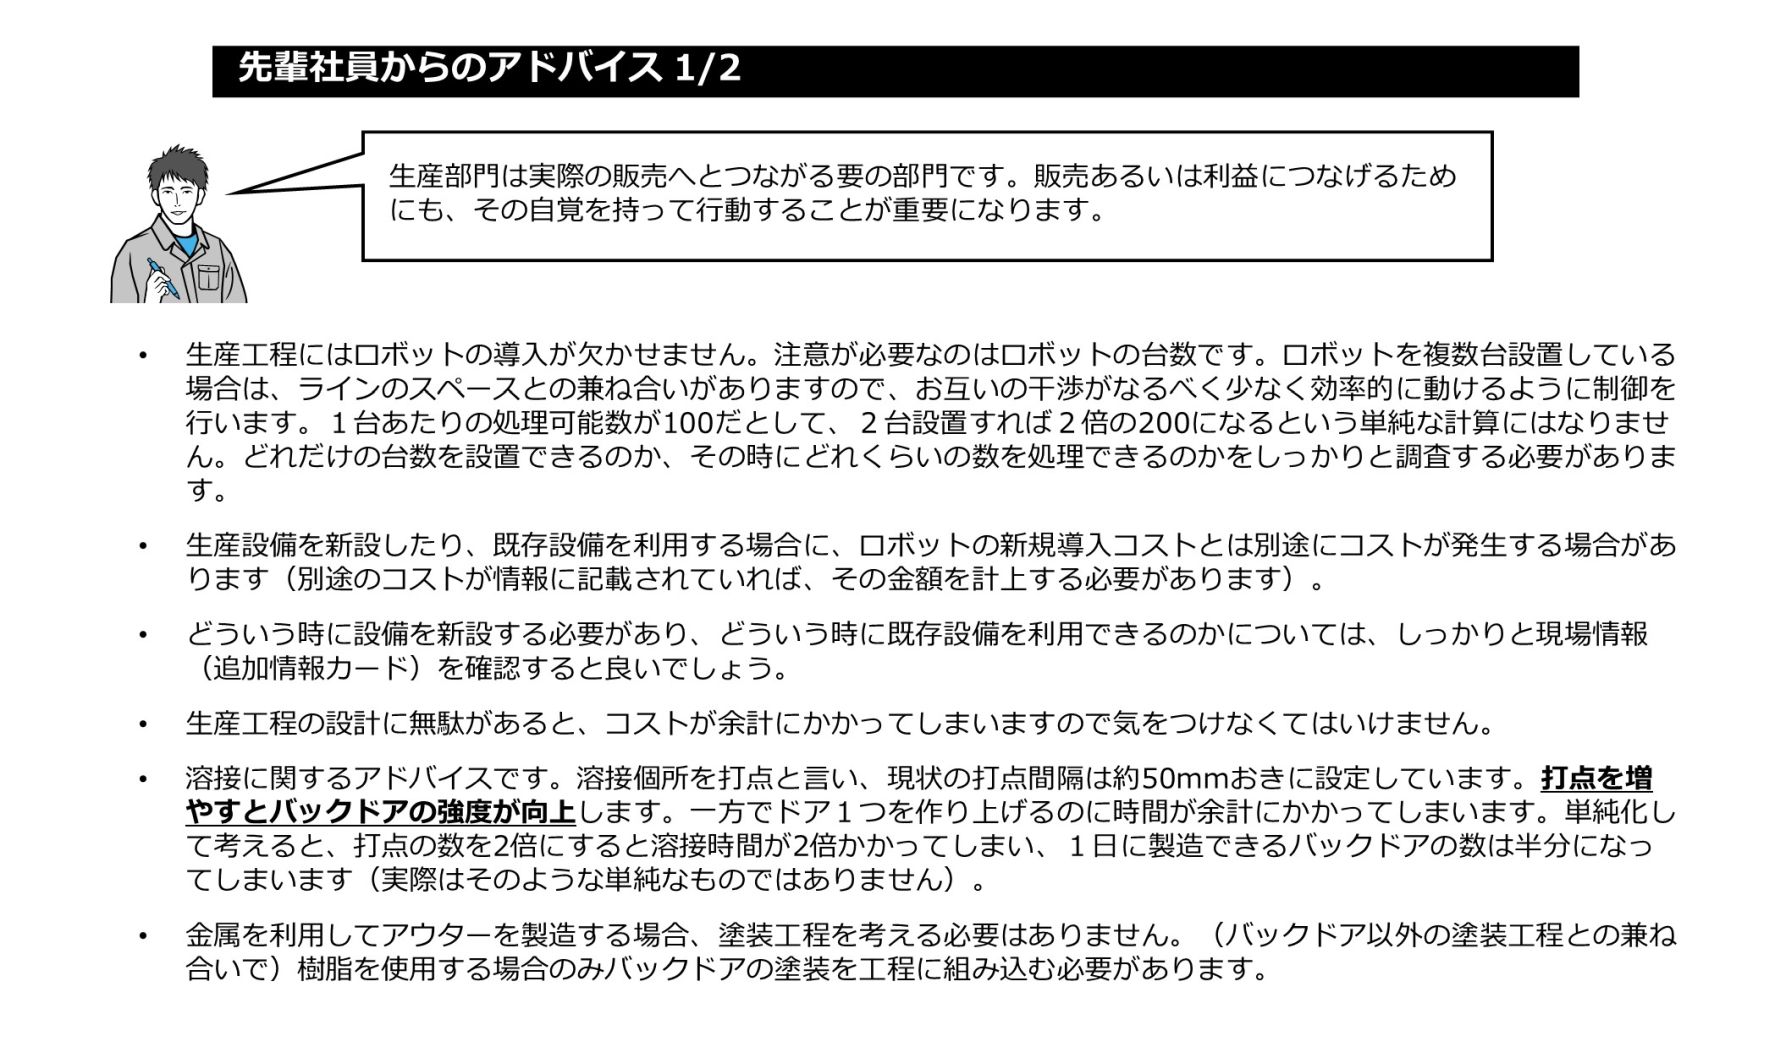 先輩社員からのアドバイス 1/2
生産部門は実際の販売へとつながる要の部門です。販売あるいは利益につなげるため
にも、その自覚を持って行動することが重要になります。
• 生産工程にはロボットの導入が欠かせません。注意が必要なのはロボットの台数です。ロボットを複数台設置している
場合は、ラインのスペースとの兼ね合いがありますので、お互いの干渉がなるべく少なく効率的に動けるように制御を
行います。１台あたりの処理可能数が100だとして、２台設置すれば２倍の200になるという単純な計算にはなりませ
ん。どれだけの台数を設置できるのか、その時にどれくらいの数を処理できるのかをしっかりと調査する必要がありま
す。
• 生産設備を新設したり、既存設備を利用する場合に、ロボットの新規導入コストとは別途にコストが発生する場合があ
ります（別途のコストが情報に記載されていれば、その金額を計上する必要があります）。
• どういう時に設備を新設する必要があり、どういう時に既存設備を利用できるのかについては、しっかりと現場情報
（追加情報カード）を確認すると良いでしょう。
• 生産工程の設計に無駄があると、コストが余計にかかってしまいますので気をつけなくてはいけません。
• 溶接に関するアドバイスです。溶接個所を打点と言い、現状の打点間隔は約50mmおきに設定しています。打点を増
やすとバックドアの強度が向上します。一方でドア１つを作り上げるのに時間が余計にかかってしまいます。単純化し
て考えると、打点の数を2倍にすると溶接時間が2倍かかってしまい、１日に製造できるバックドアの数は半分になっ
てしまいます（実際はそのような単純なものではありません）。
• 金属を利用してアウターを製造する場合、塗装工程を考える必要はありません。（バックドア以外の塗装工程との兼ね
合いで）樹脂を使用する場合のみバックドアの塗装を工程に組み込む必要があります。